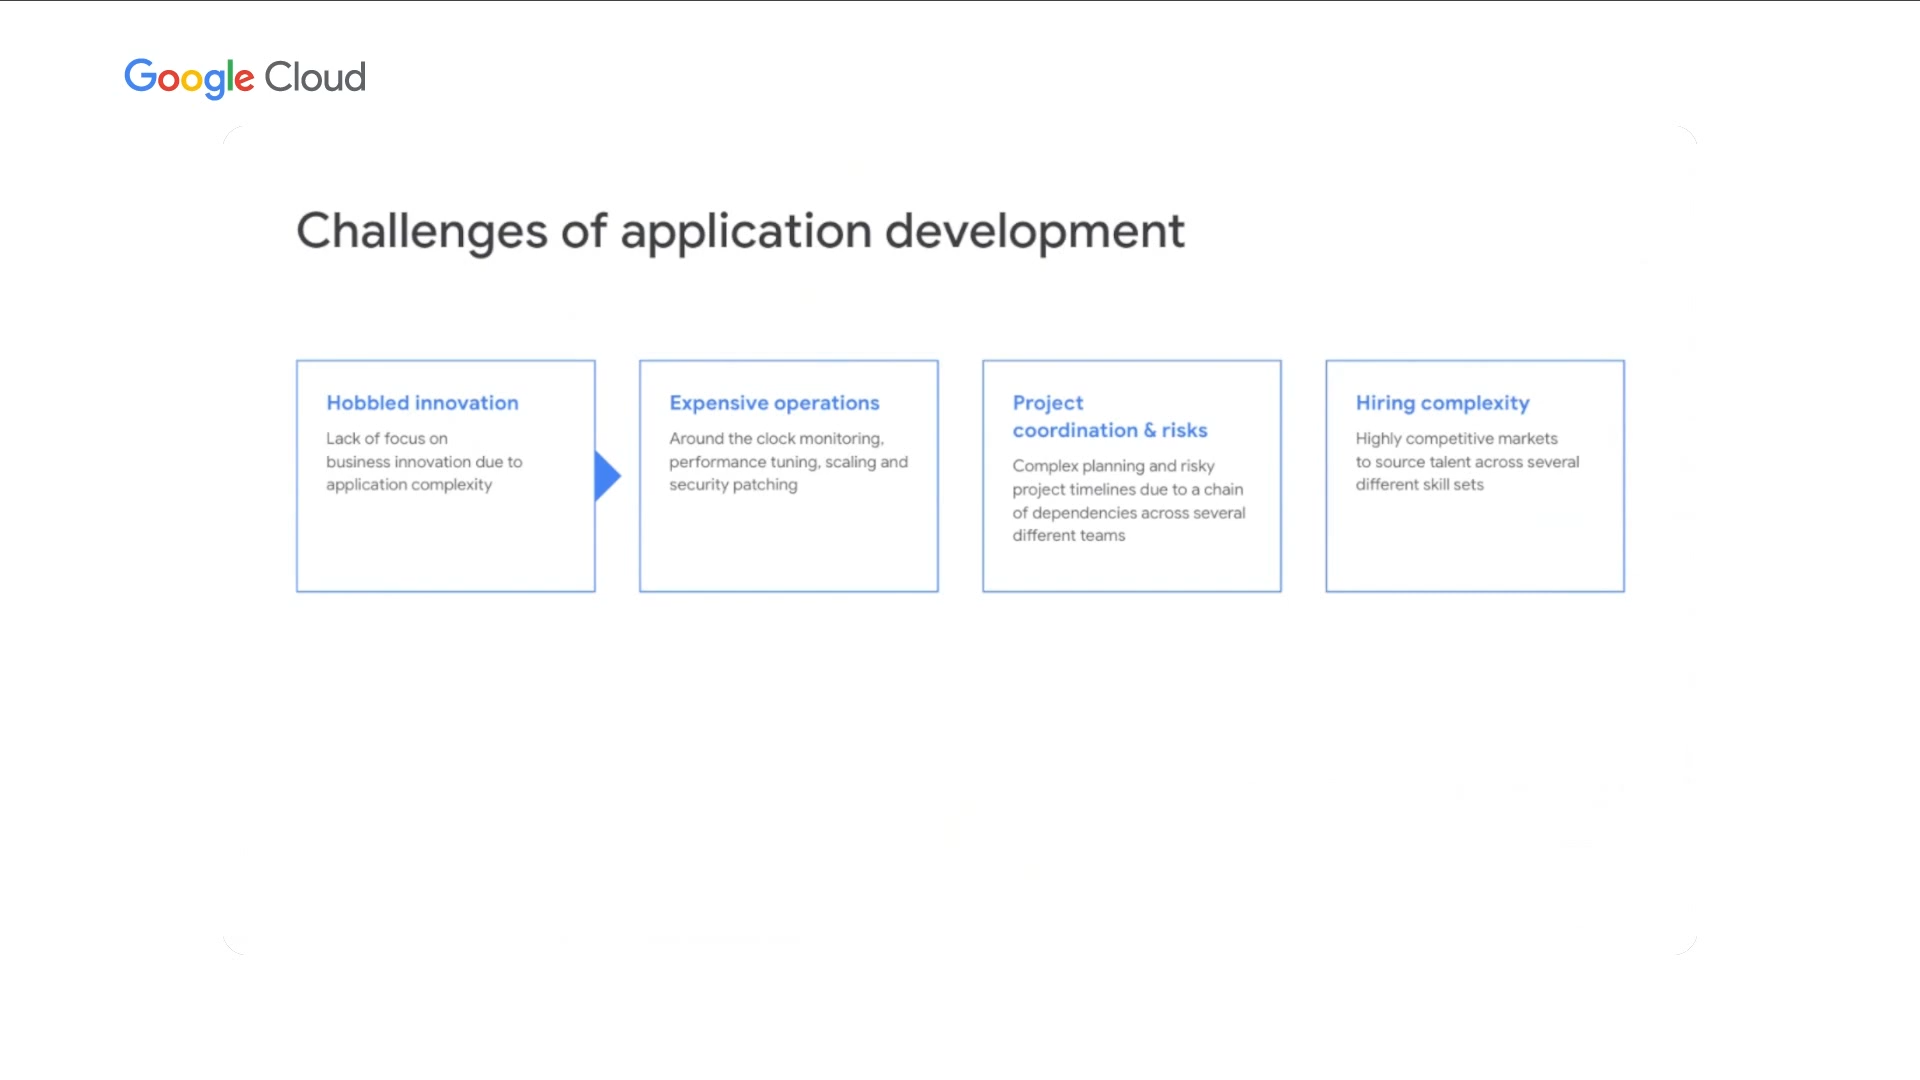 Google Cloud
Challenges of application development
Hobbled innovation
Lack of focus on
business innovation due to
application complexity
Expensive operations
Around the clock monitoring,
performance tuning, scaling and
security patching
Project
coordination & risks
Complex planning and risky
project timelines due to a chain
of dependencies across several
different teams
Hiring complexity
Highly competitive markets
to source talent across several
different skill sets